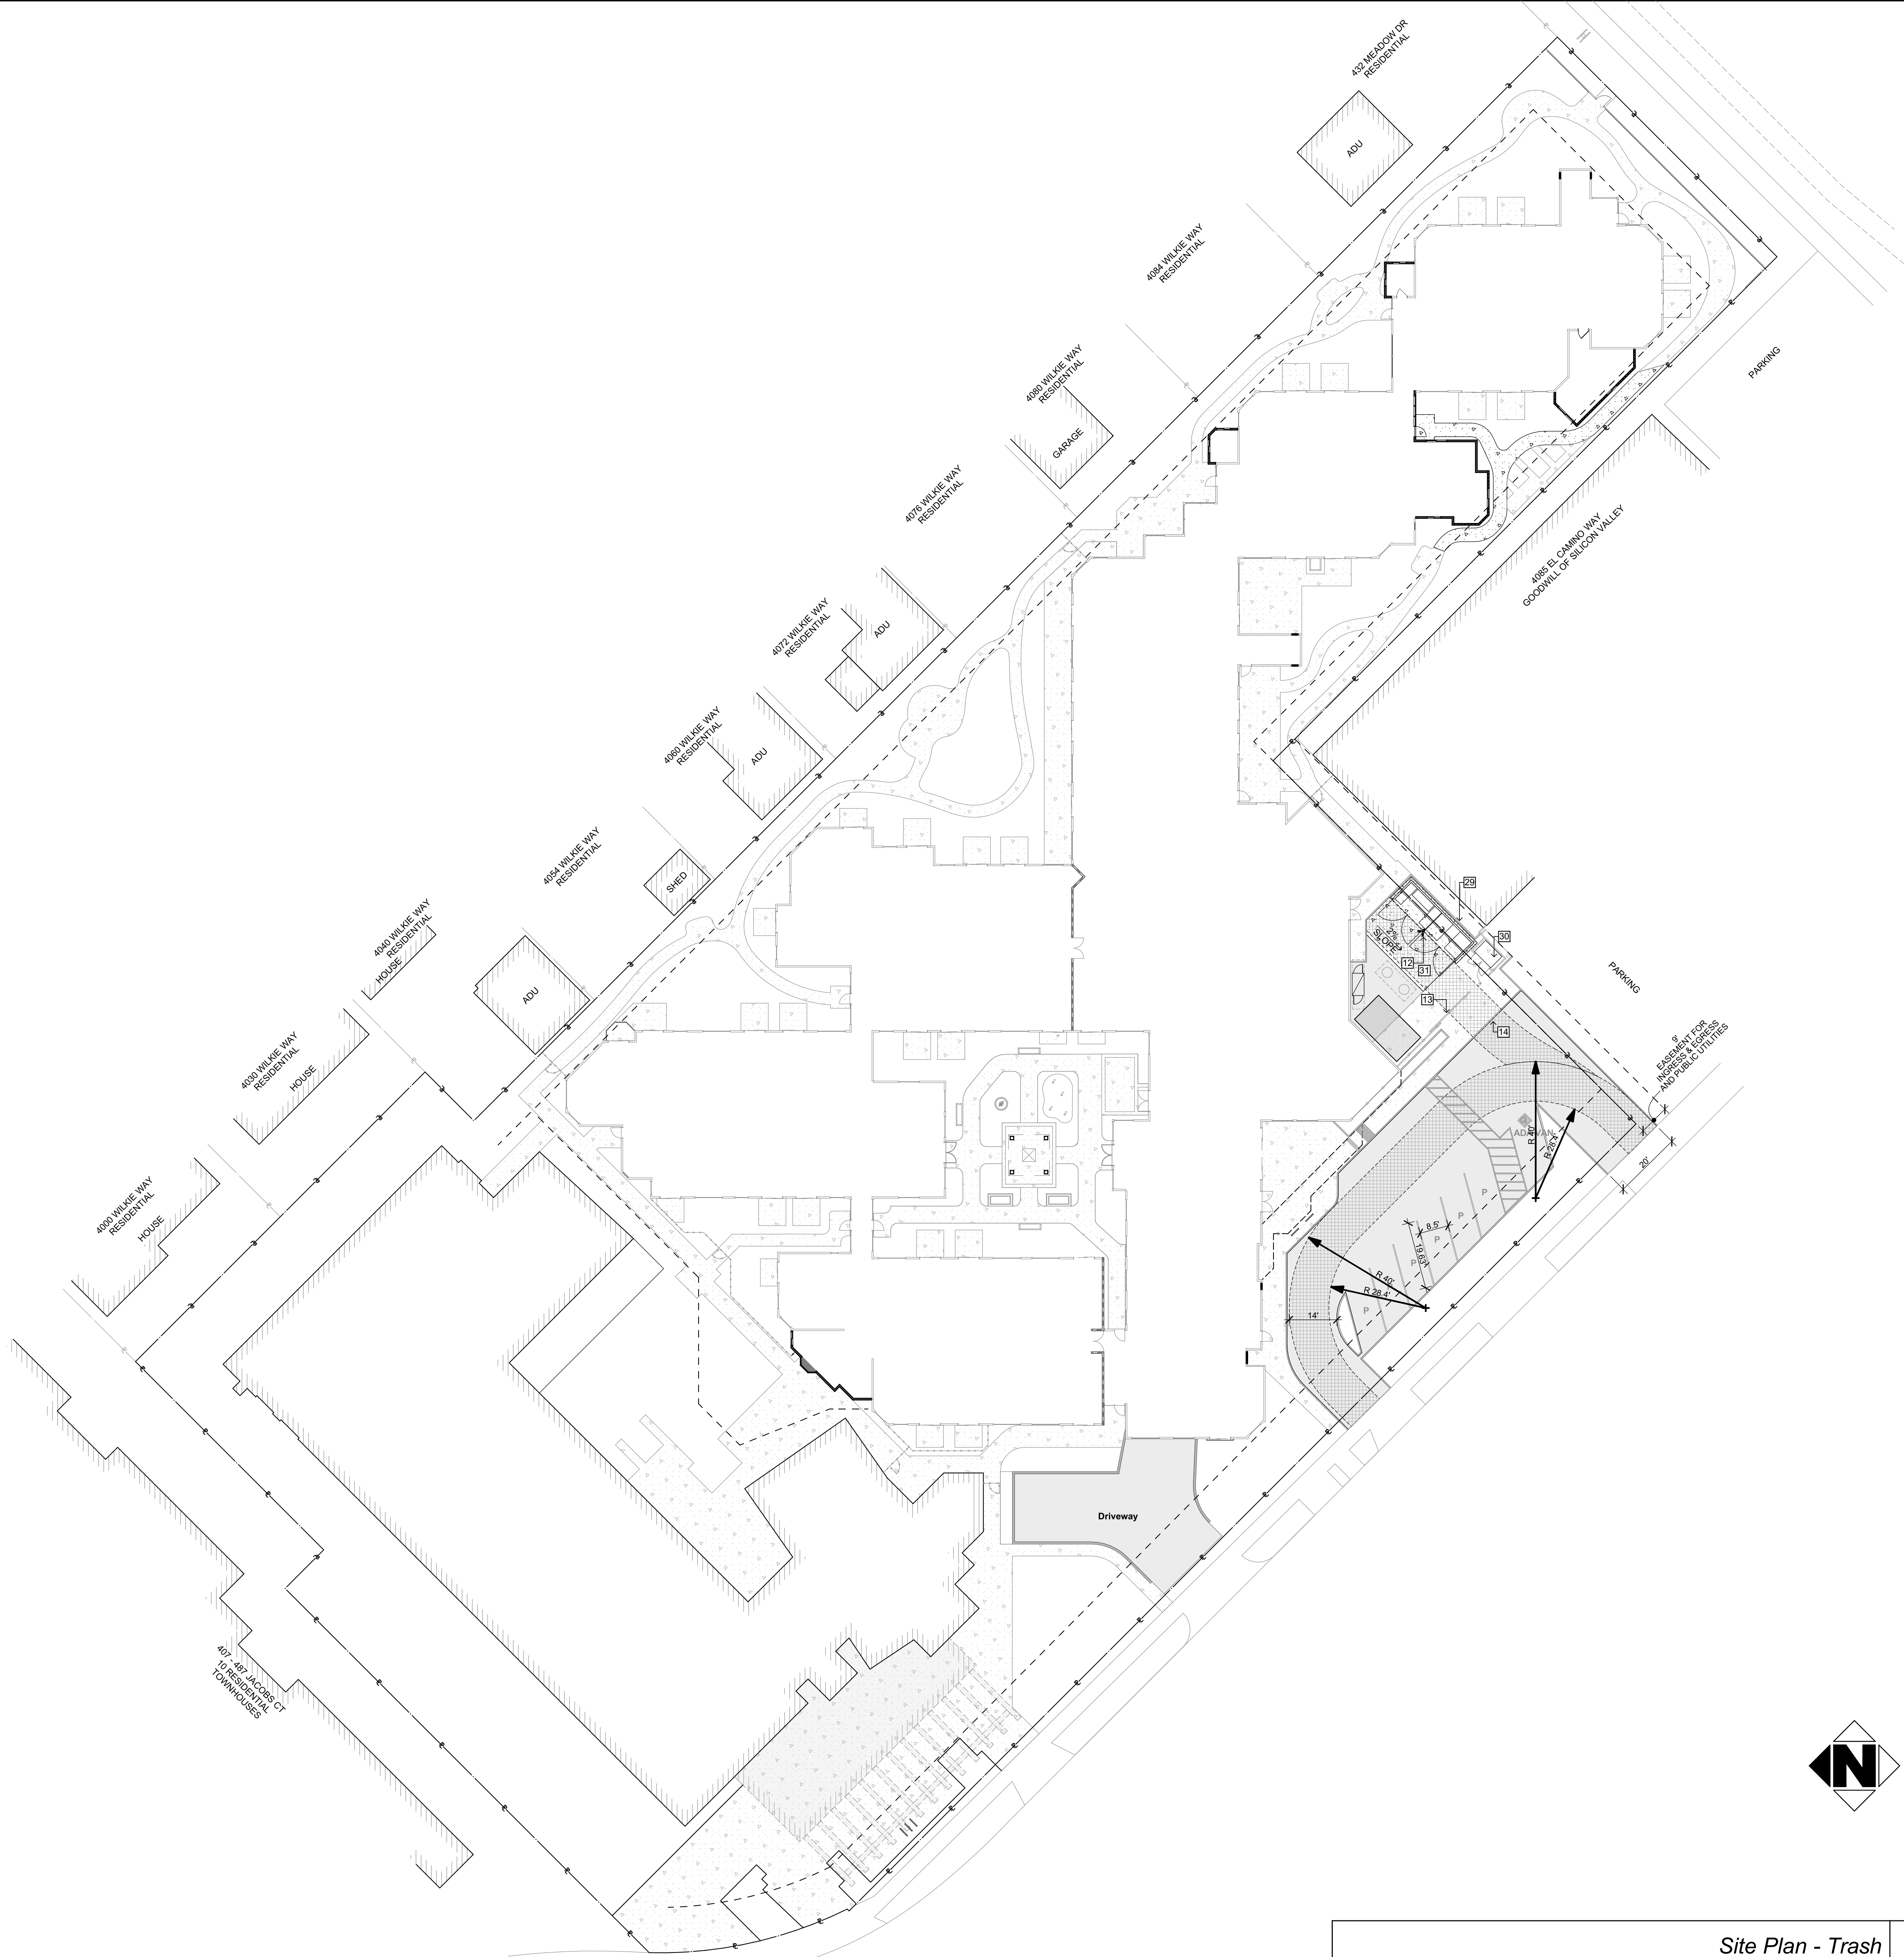 432 MEADOW DR
RESIDENTIAL
ADU
4084 WILKIE WAY
RESIDENTIAL
4080 WILKIE WAY
RESIDENTIAL
GARAGE
PARKING
4076 WILKIE WAY
RESIDENTIAL
4085 EL CAMINO WAY
GOODWILL OF SILICON VALLEY
4072 WILKIE WAY
RESIDENTIAL
ADU
4060 WILKIE WAY
RESIDENTIAL
ADU
4054 WILKIE WAY
RESIDENTIAL
SHED
29
4040 WILKIE WAY
RESIDENTIAL
HOUSE
30
2%
SLOPE
12
31
PARKING
ADU
13
14
4030 WILKIE WAY
RESIDENTIAL
HOUSE
9'
EASEMENT FOR
INGRESS & EGRESS
AND PUBLIC UTILITIES
ADA VAN
R 40'
R 28.4'
20'
4000 WILKIE WAY
RESIDENTIAL
HOUSE
P
P
P
P
P
8.5'
19.63'
R 40'
R 28.4'
14'
Driveway
407 - 487 JACOBS CT
10 RESIDENTIAL
TOWNHOUSES
N
Site Plan - Trash